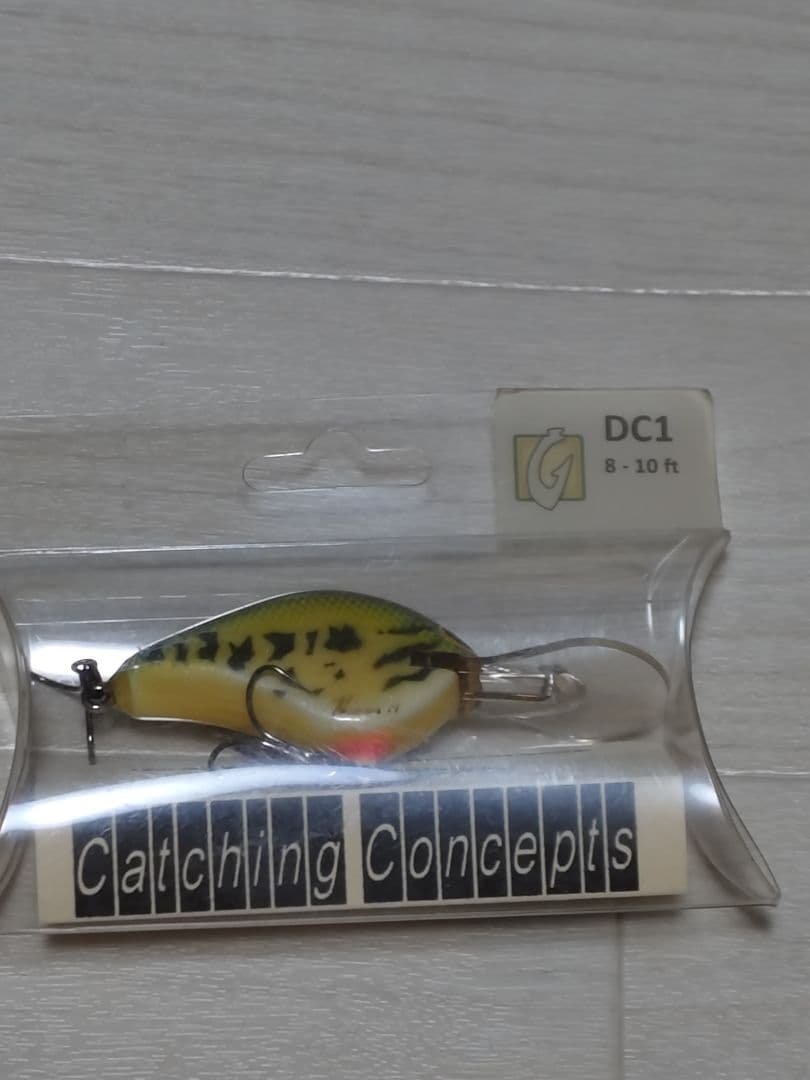 DC1
8 - 10 ft
Catching Concepts